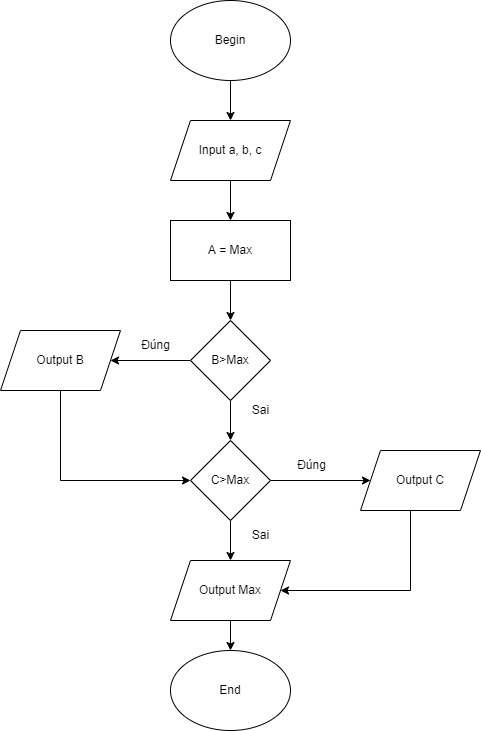 Begin
Input a, b, c
A = Max
Đúng
Output B
B>Max
Sai
C>Max
Đúng
Output C
Sai
Output Max
End